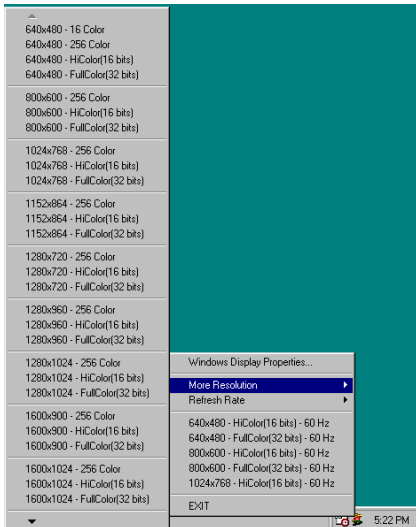 640x480 - 16 Color
640x480 - 256 Color
640x480 - HiColor(16 bits)
640x480 - FullColor(32 bits)
800x600 - 256 Color
800x600 - HiColor(16 bits)
800x600 - FullColor(32 bits)
1024x768 - 256 Color
1024x768 - HiColor(16 bits)
1024x768 - FullColor(32 bits)
1152x864 - 256 Color
1152x864 - HiColor(16 bits)
1152x864 - FullColor(32 bits)
1280x720 - 256 Color
1280x720 - HiColor(16 bits)
1280x720 - FullColor(32 bits)
1280x960 - 256 Color
1280x960 - HiColor(16 bits)
1280x960 - FullColor(32 bits)
1280x1024 - 256 Color
1280x1024 - HiColor(16 bits)
1280x1024 - FullColor(32 bits)
1600x900 - 256 Color
1600x900 - HiColor(16 bits)
1600x900 - FullColor(32 bits)
1600x1024 - 256 Color
1600x1024 - HiColor(16 bits)
1600x1024 - FullColor(32 bits)
Windows Display Properties...
More Resolution
Refresh Rate
640x480 - HiColor(16 bits) - 60 Hz
640x480 - FullColor(32 bits) - 60 Hz
800x600 - HiColor(16 bits) - 60 Hz
800x600 - FullColor(32 bits) - 60 Hz
1024x768 - HiColor(16 bits) - 60 Hz
EXIT
5:22 PM